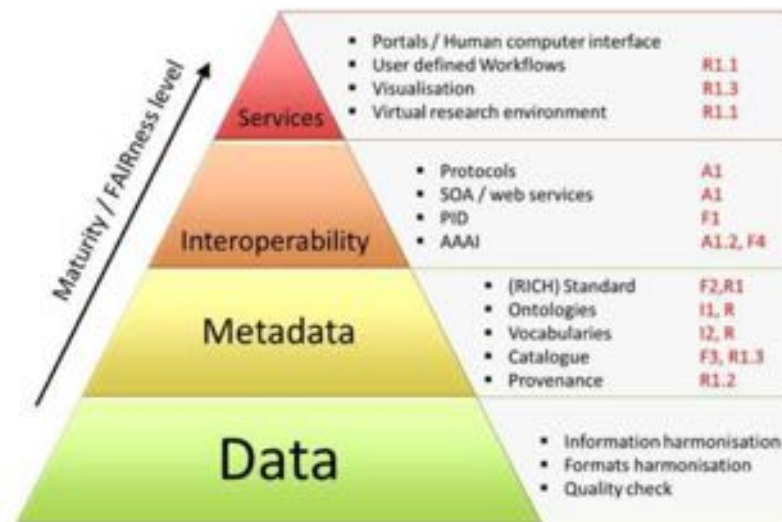 Maturity / FAIRness level
Services
▪ Portals / Human computer interface
▪ User defined Workflows R1.1
▪ Visualisation R1.3
▪ Virtual research environment R1.1
Interoperability
▪ Protocols A1
▪ SOA / web services A1
▪ PID F1
▪ AAAI A1.2, F4
Metadata
▪ (RICH) Standard F2,R1
▪ Ontologies I1, R
▪ Vocabularies I2, R
▪ Catalogue F3, R1.3
▪ Provenance R1.2
Data
▪ Information harmonisation
▪ Formats harmonisation
▪ Quality check